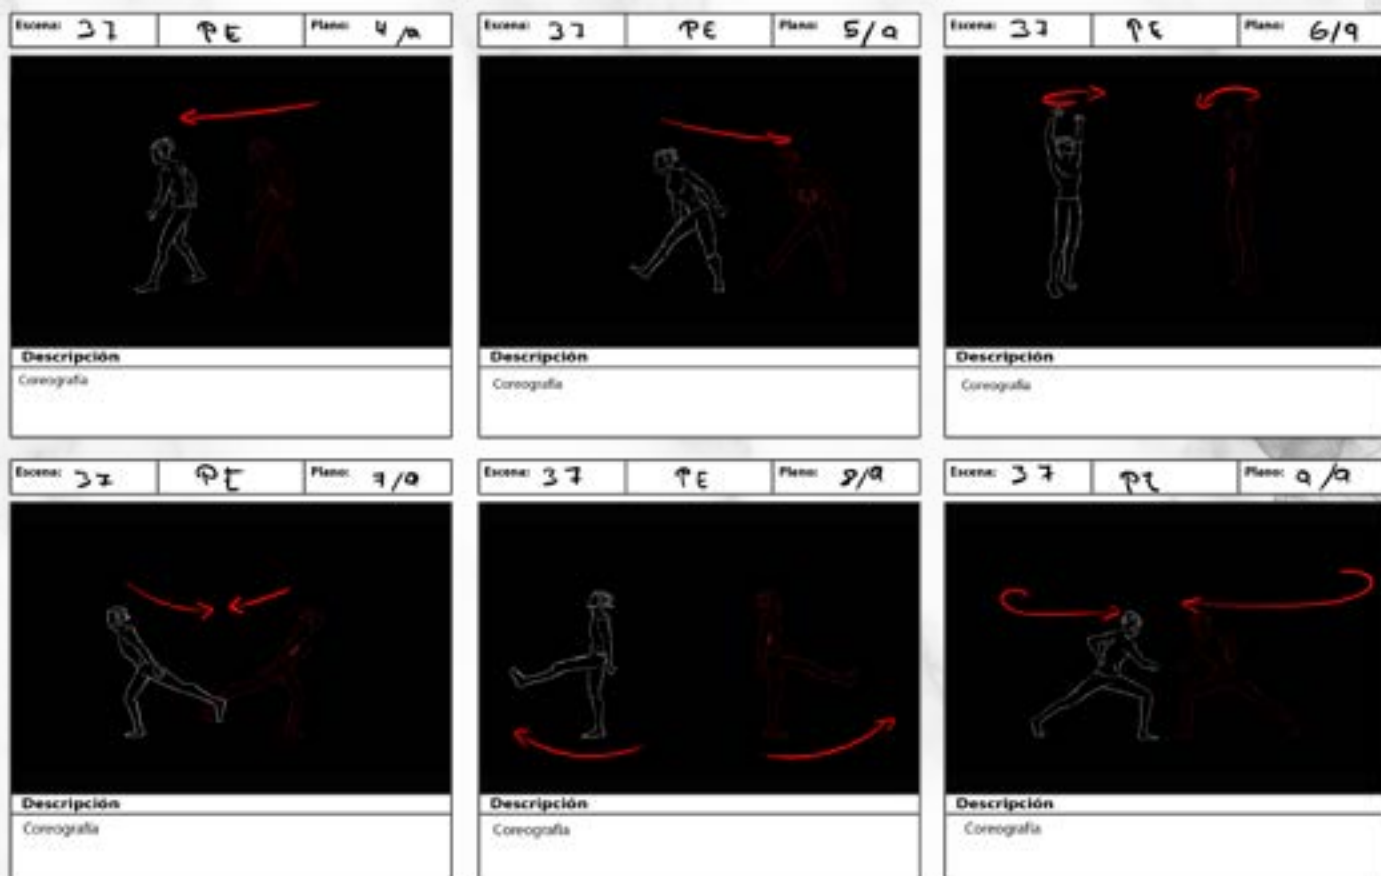 Escena: 37 PE Plano: 4/a
Escena: 37 PE Plano: 5/a
Escena: 37 PE Plano: 6/9
Descripción
Coreografía
Descripción
Coreografía
Descripción
Coreografía
Escena: 37 PE Plano: 7/9
Escena: 37 PE Plano: 8/9
Escena: 37 PE Plano: 9/9
Descripción
Coreografía
Descripción
Coreografía
Descripción
Coreografía